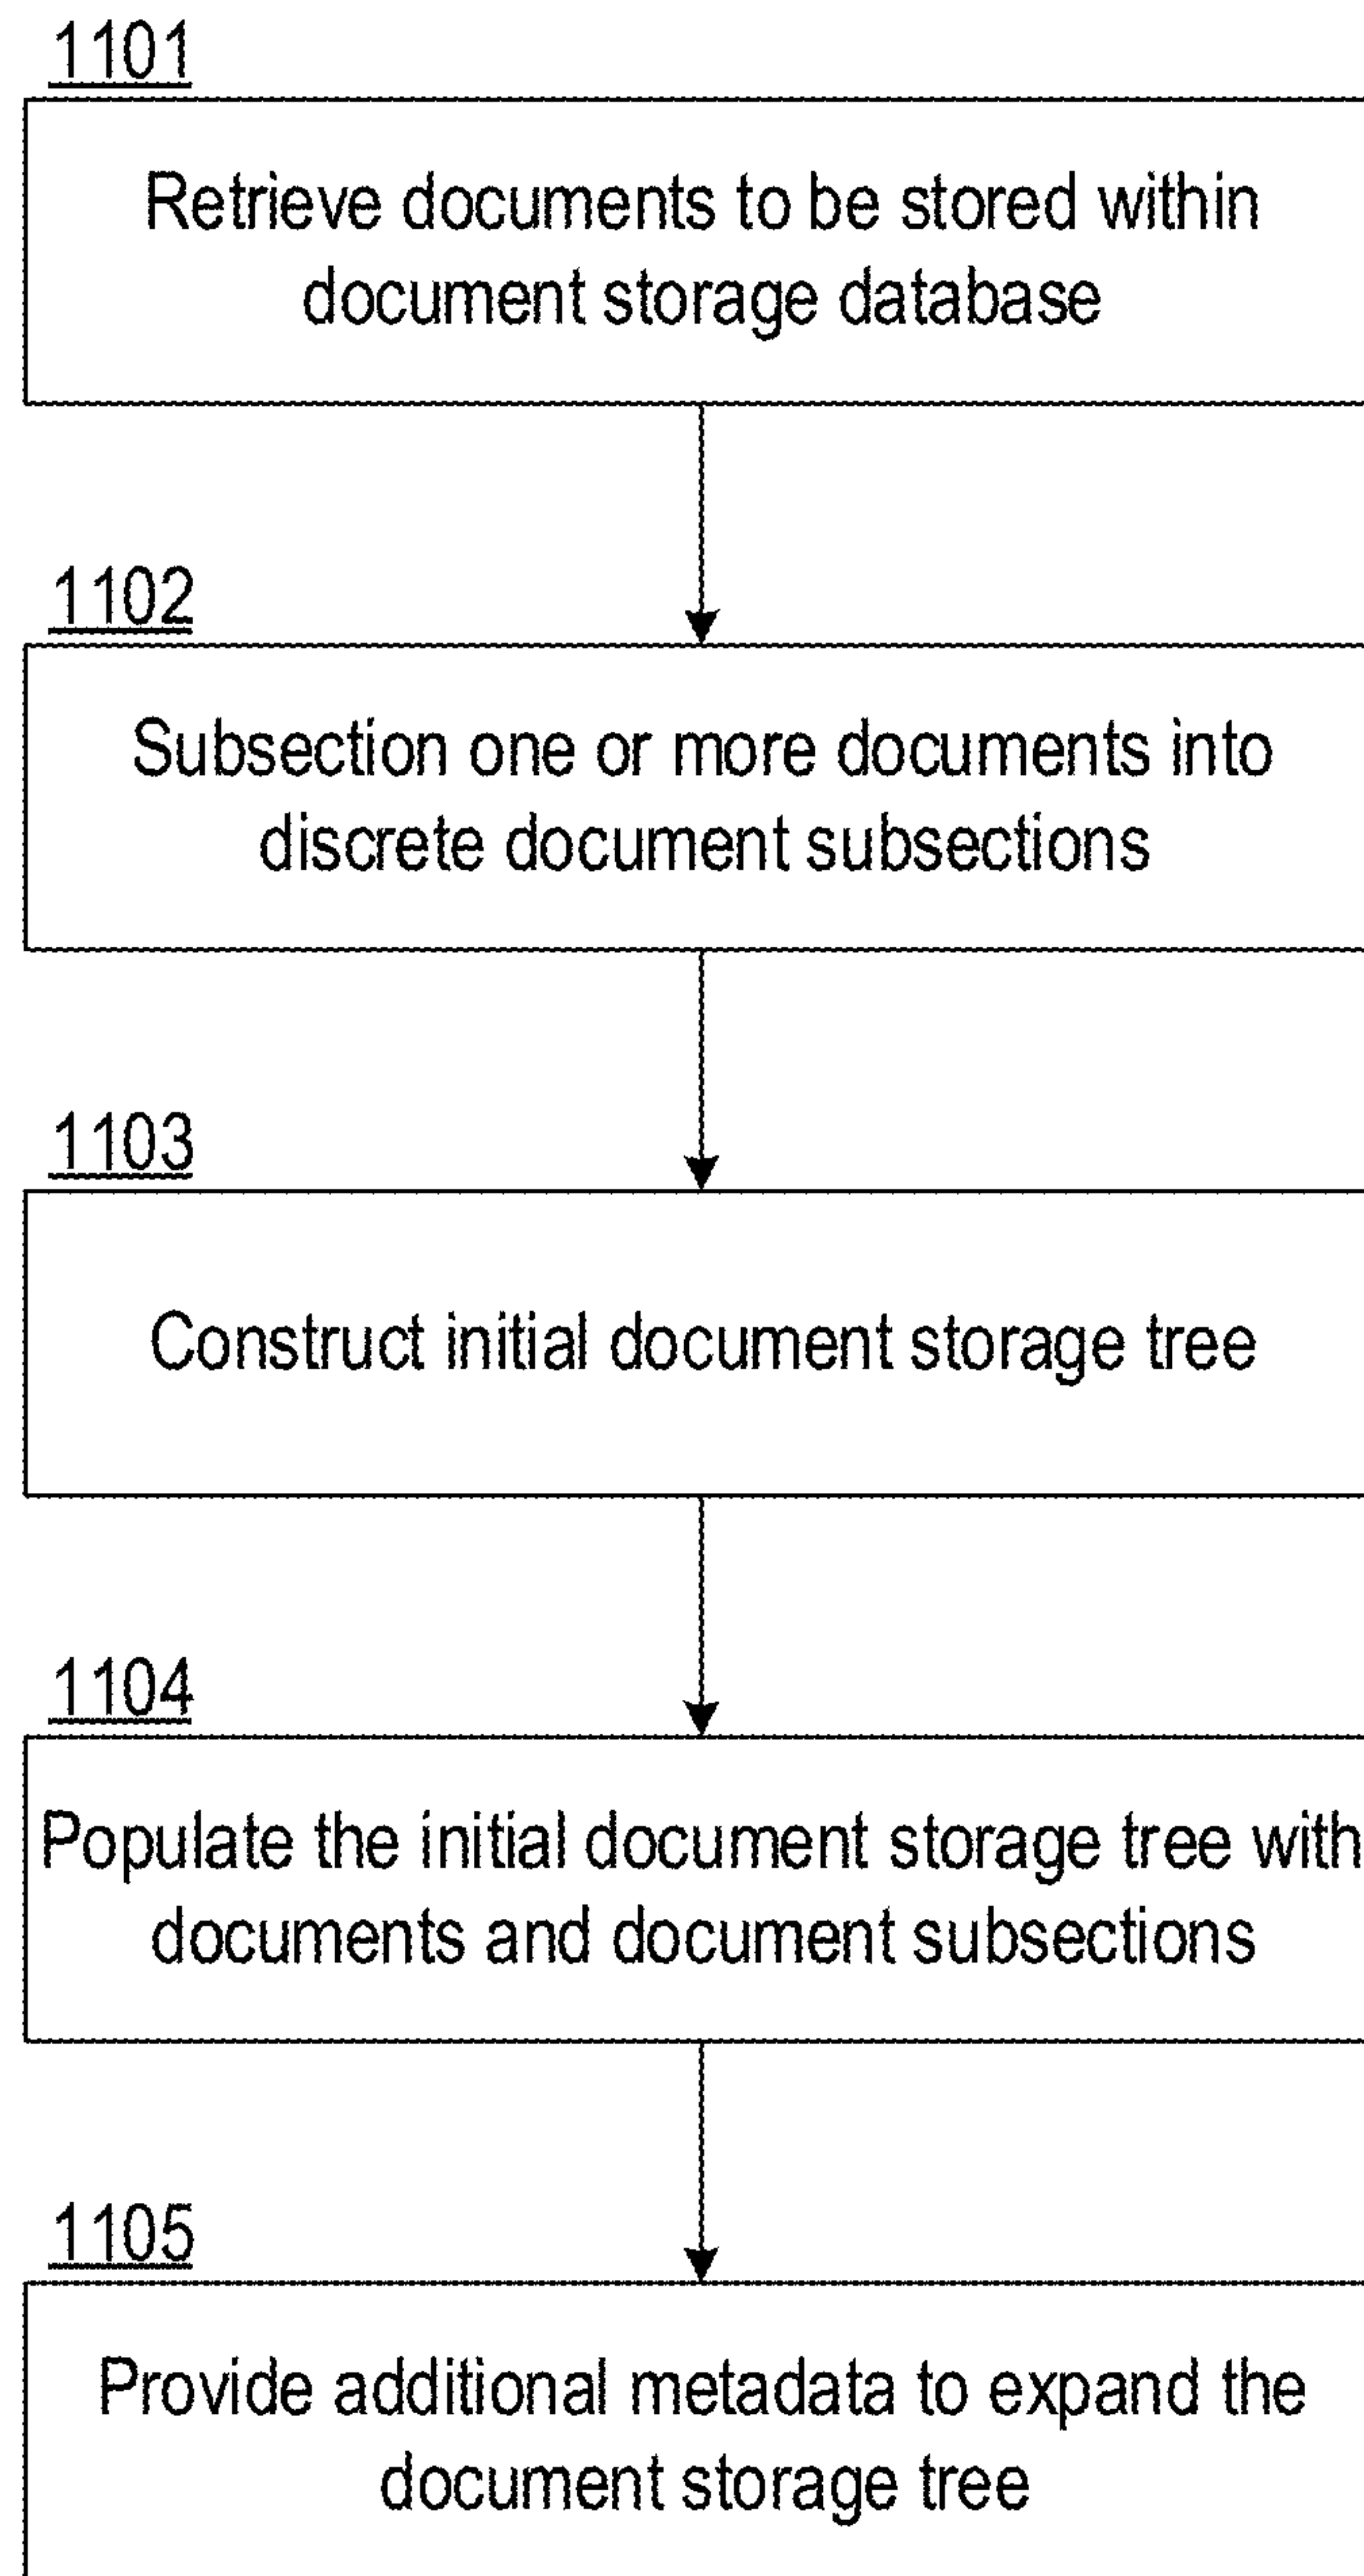 1101
Retrieve documents to be stored within
document storage database
1102
Subsection one or more documents into
discrete document subsections
1103
Construct initial document storage tree
1104
Populate the initial document storage tree with
documents and document subsections
1105
Provide additional metadata to expand the
document storage tree